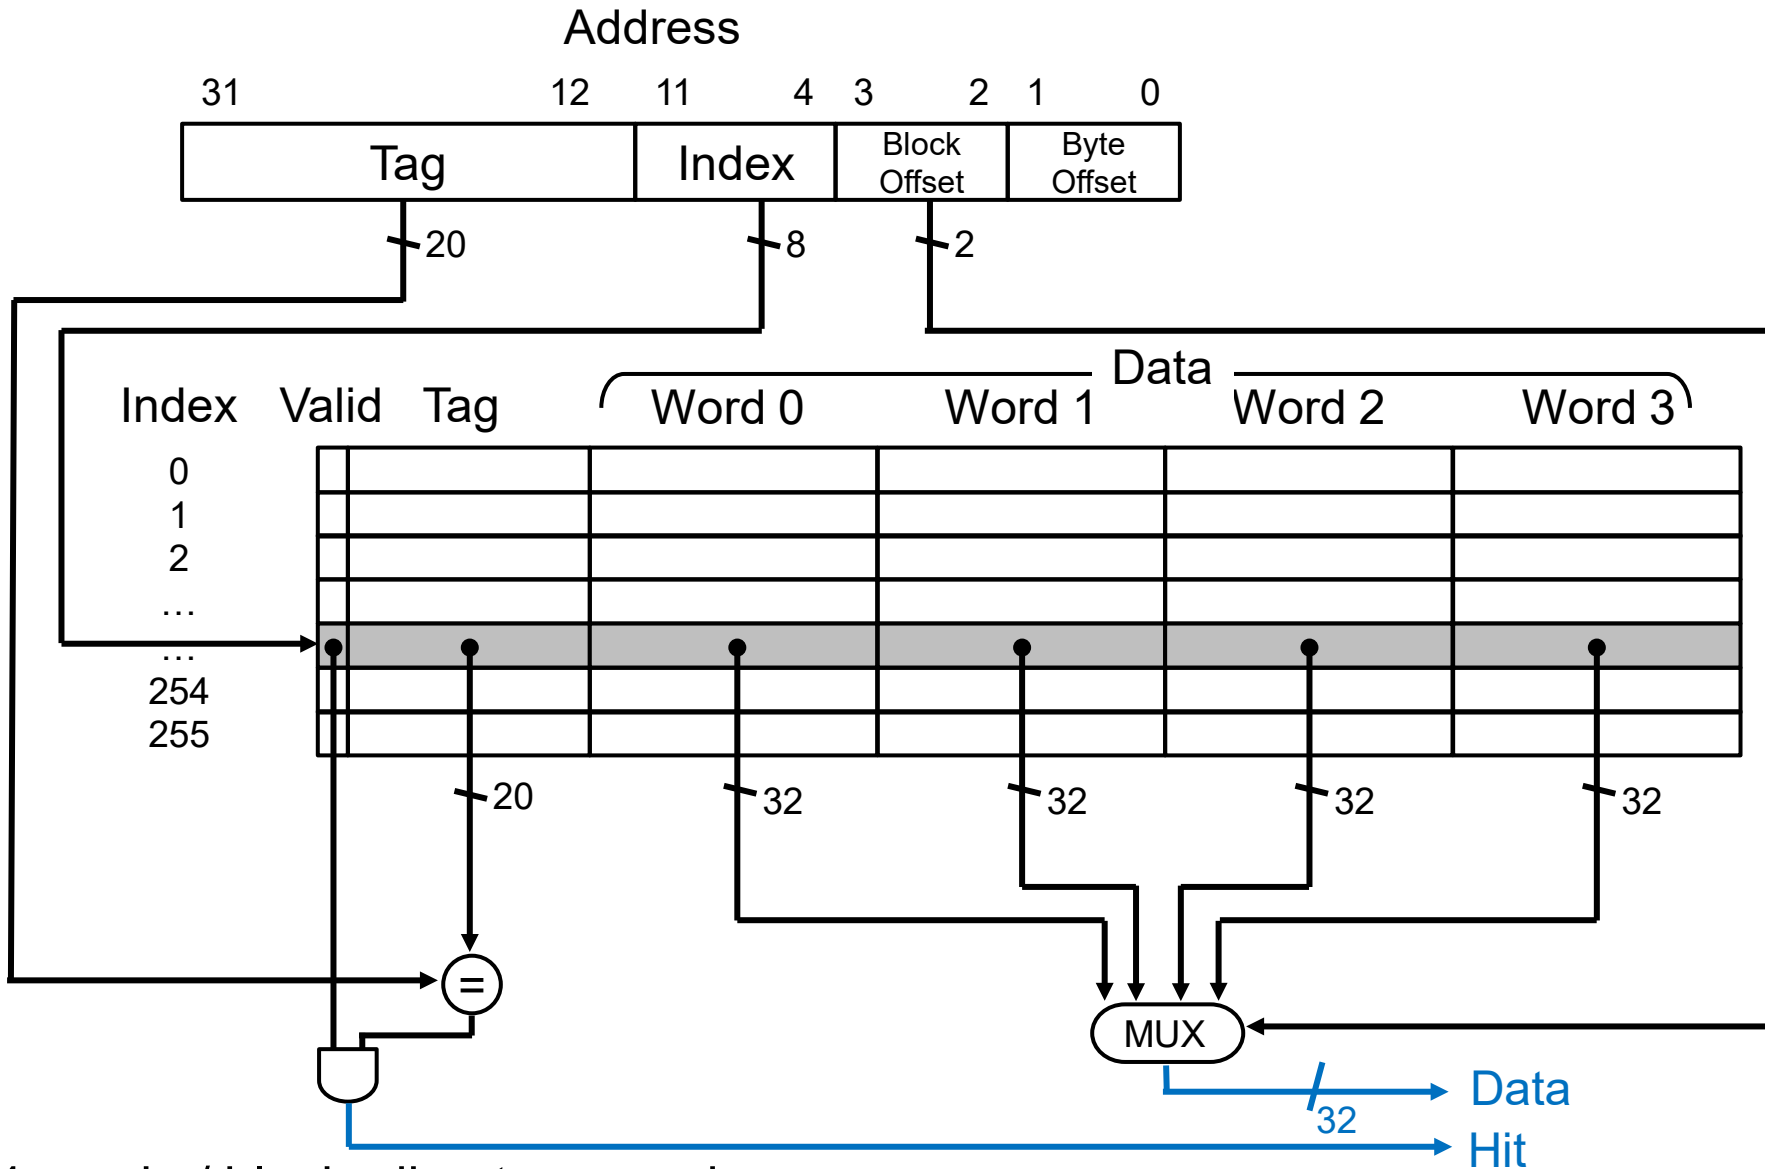 Address
31 12 11 4 3 2 1 0
Tag Index Block Offset Byte Offset
20 8 2
Data
Index Valid Tag Word 0 Word 1 Word 2 Word 3
0
1
2
...
...
254
255
20 32 32 32 32
=
MUX
32 Data
Hit